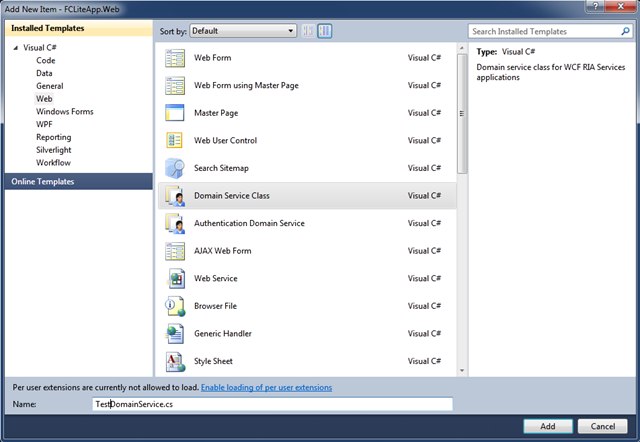 Add New Item - FCLiteApp.Web
Installed Templates
Sort by: Default
Search Installed Templates
Visual C#
Code
Data
General
Web
Windows Forms
WPF
Reporting
Silverlight
Workflow
Online Templates
Web Form Visual C#
Web Form using Master Page Visual C#
Master Page Visual C#
Web User Control Visual C#
Search Sitemap Visual C#
Domain Service Class Visual C#
Authentication Domain Service Visual C#
AJAX Web Form Visual C#
Web Service Visual C#
Browser File Visual C#
Generic Handler Visual C#
Style Sheet Visual C#
Type: Visual C#
Domain service class for WCF RIA Services
applications
Per user extensions are currently not allowed to load. Enable loading of per user extensions
Name: TestDomainService.cs
Add Cancel